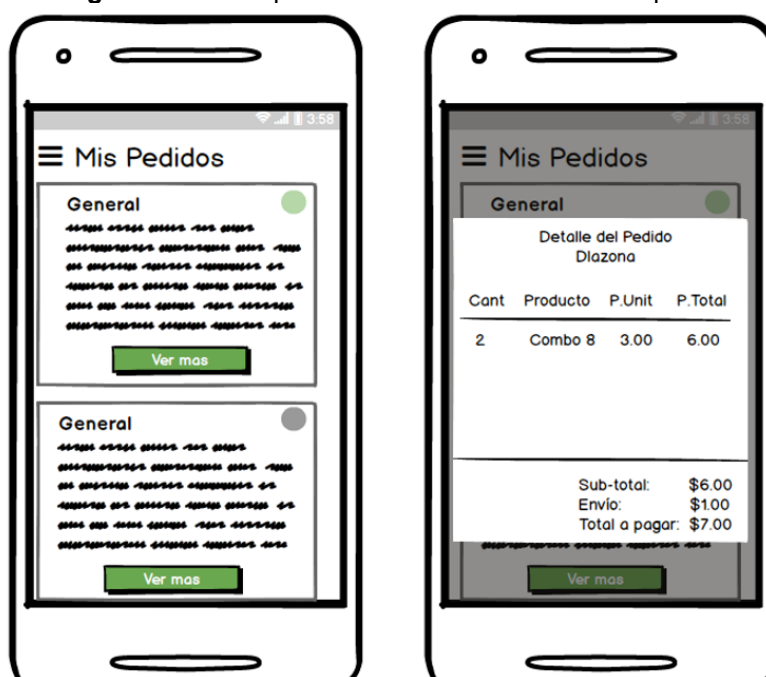 3:58
Mis Pedidos
General
Ver mas
General
Ver mas
3:58
Mis Pedidos
General
Detalle del Pedido
Dlazona
Cant Producto P.Unit P.Total
2 Combo 8 3.00 6.00
Sub-total: $6.00
Envío: $1.00
Total a pagar: $7.00
Ver mas